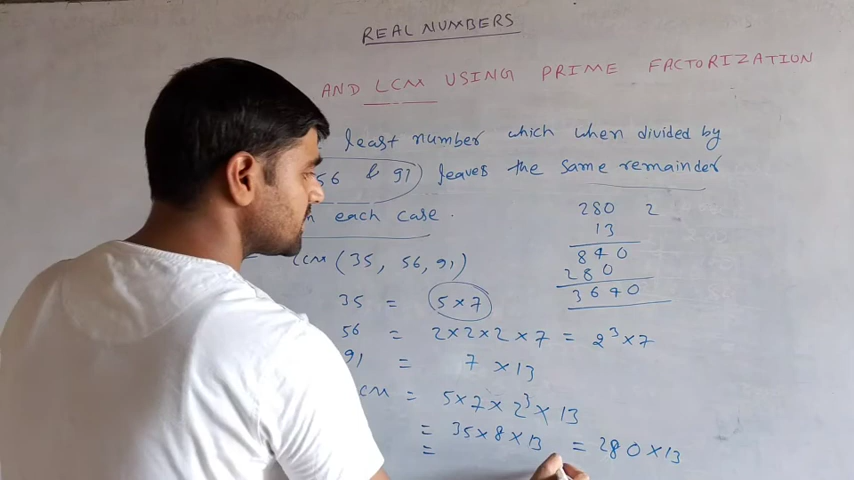 REAL NUMBERS
AND LCM USING PRIME FACTORIZATION
least number which when divided by
56 & 91 leaves the same remainder
each case.
LCM (35, 56, 91)
35 = 5×7
56 = 2×2×2×7 = 2³×7
91 = 7×13
LCM = 5×7×2³×13
= 35×8×13 = 280×13
=
280 2
13
840
280
3640